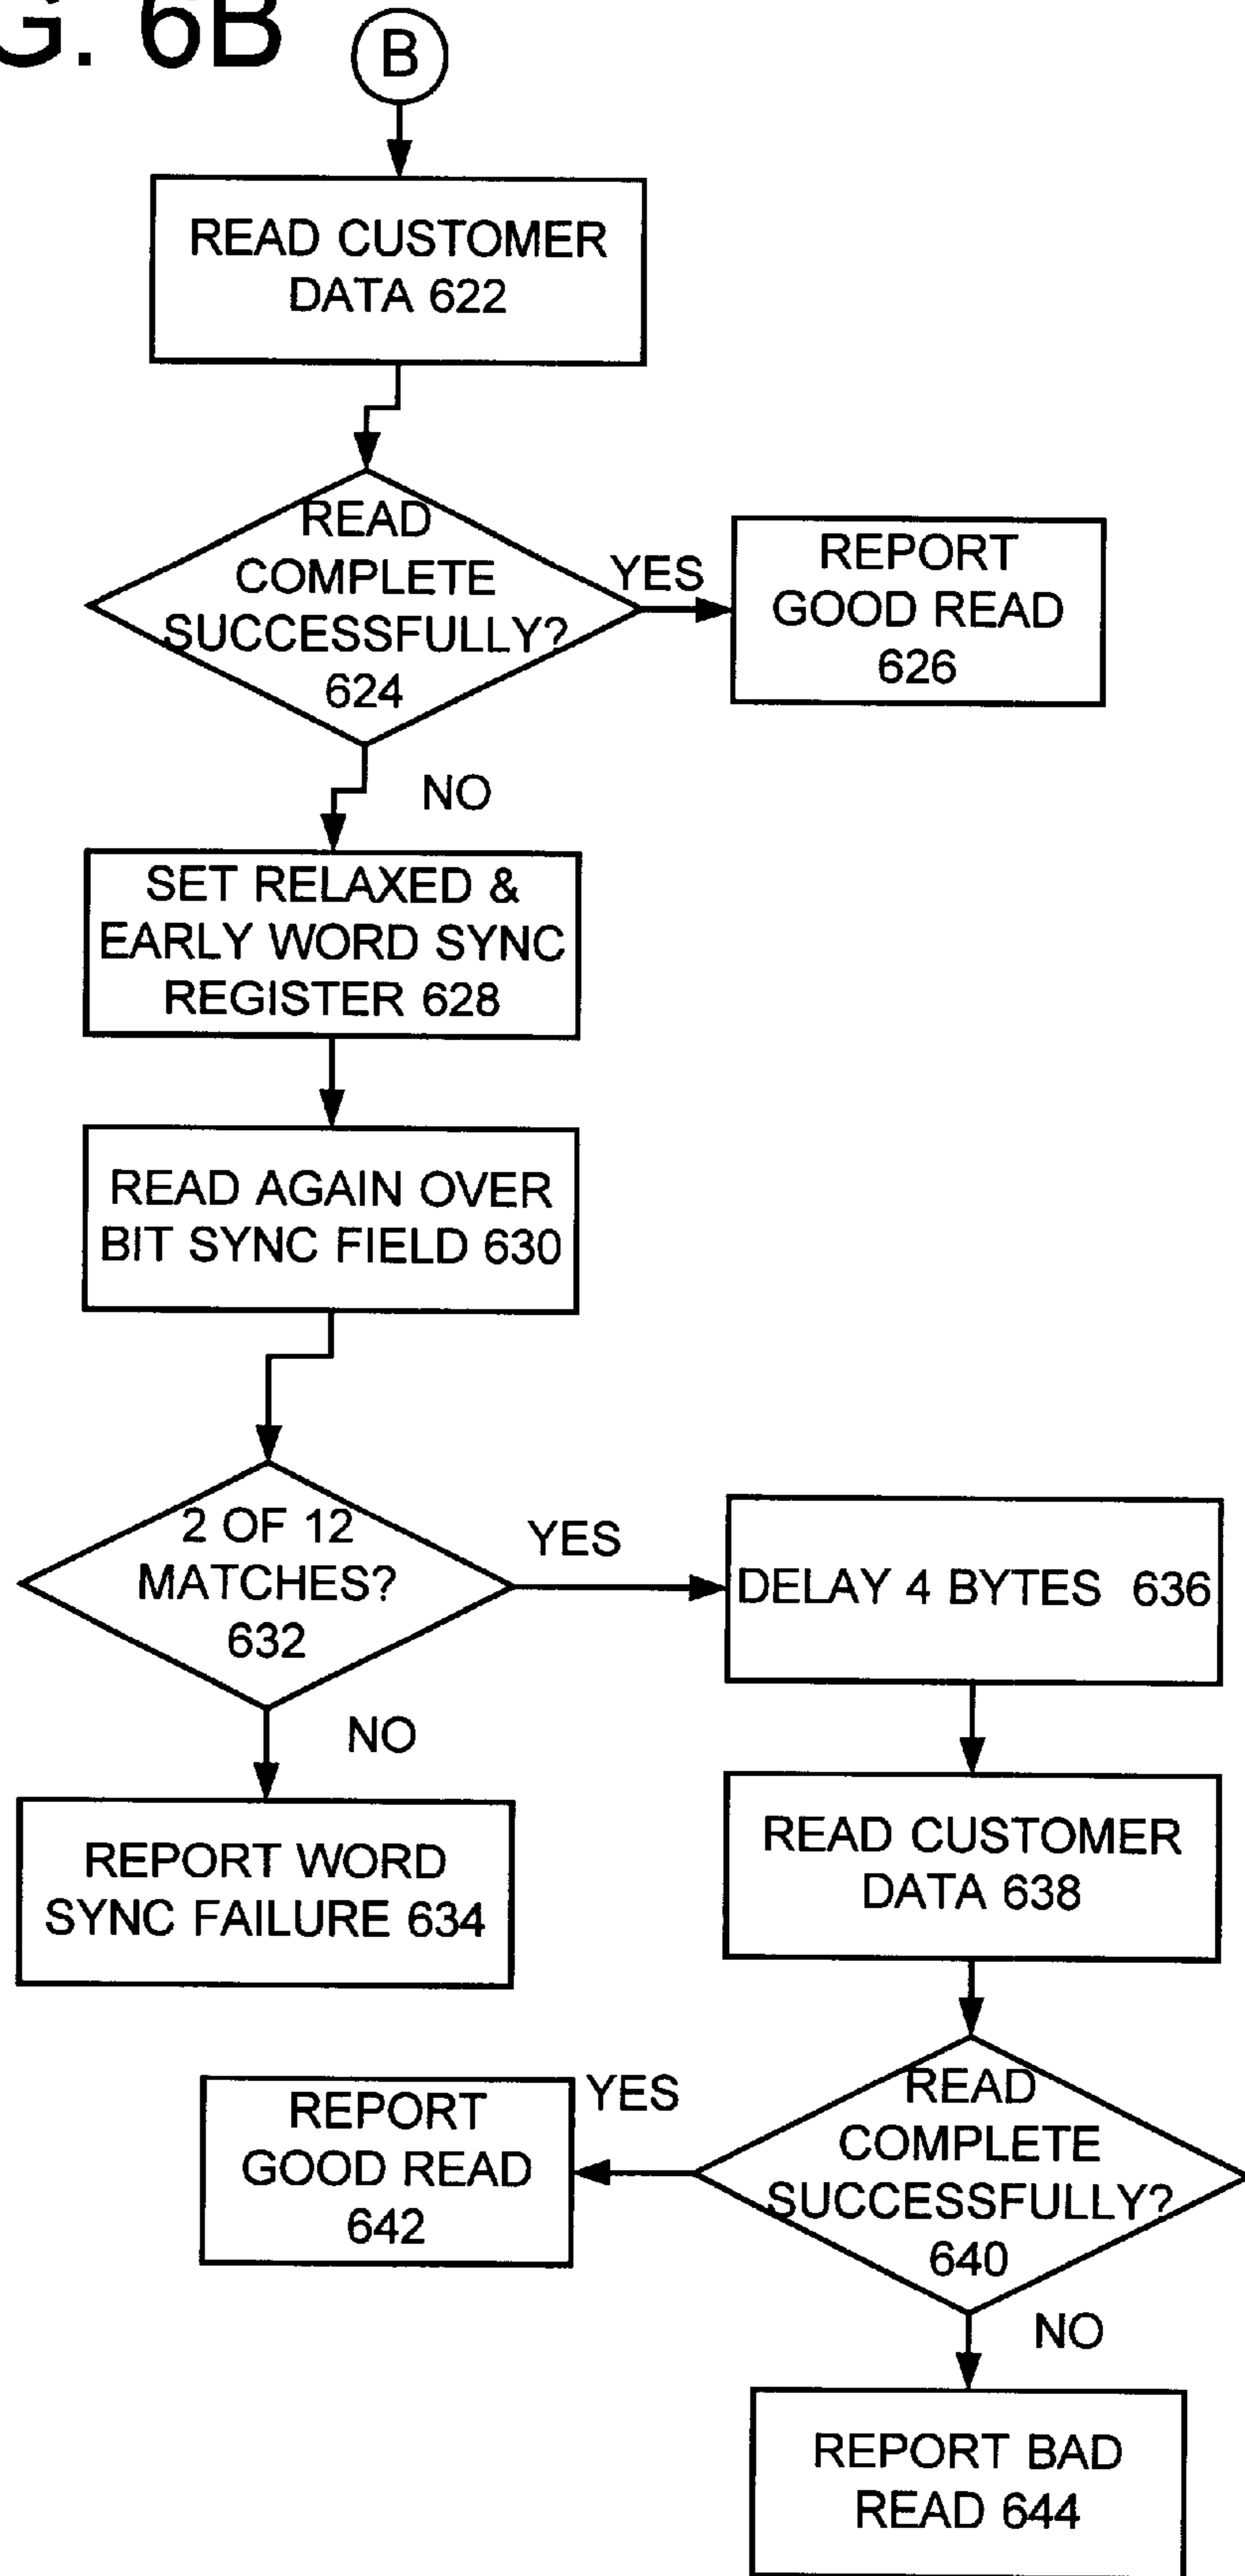 G. 6B
B
READ CUSTOMER
DATA 622
READ
COMPLETE
SUCCESSFULLY?
624
YES
REPORT
GOOD READ
626
NO
SET RELAXED &
EARLY WORD SYNC
REGISTER 628
READ AGAIN OVER
BIT SYNC FIELD 630
2 OF 12
MATCHES?
632
YES
DELAY 4 BYTES 636
NO
REPORT WORD
SYNC FAILURE 634
READ CUSTOMER
DATA 638
READ
COMPLETE
SUCCESSFULLY?
640
YES
REPORT
GOOD READ
642
NO
REPORT BAD
READ 644